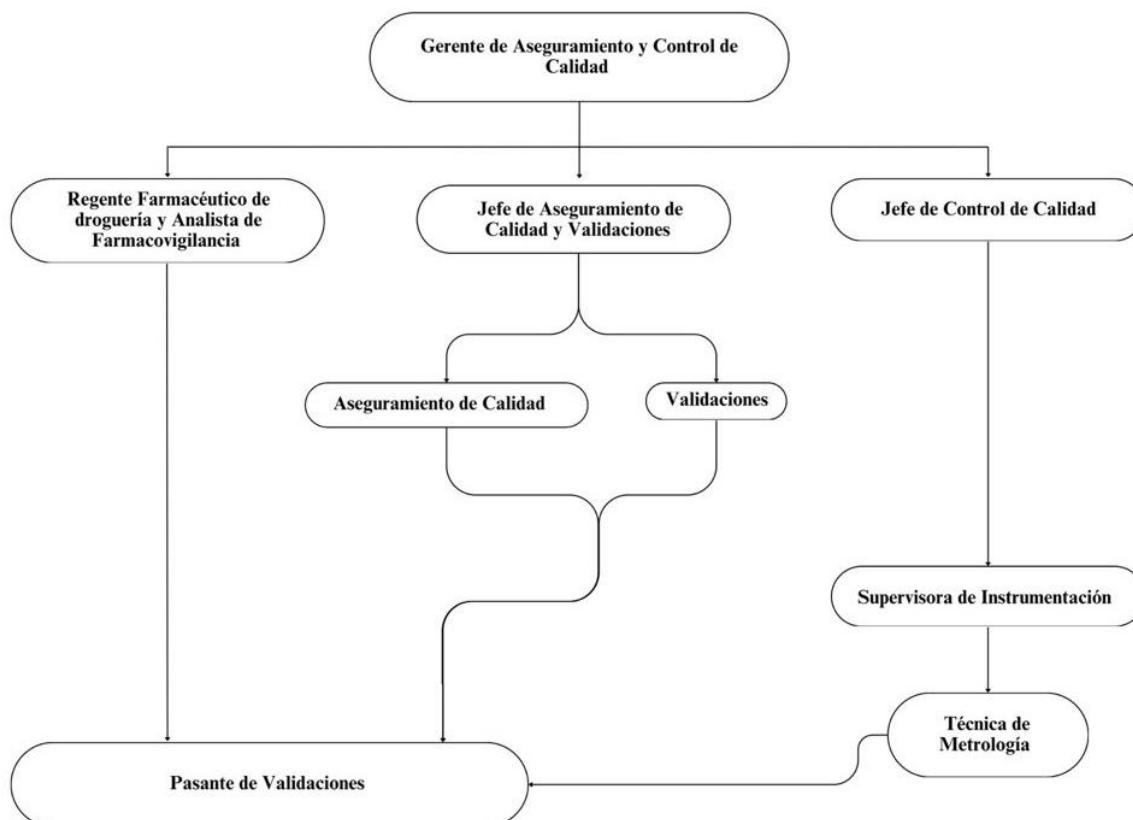 Gerente de Aseguramiento y Control de
Calidad
Regente Farmacéutico de
droguería y Analista de
Farmacovigilancia
Jefe de Aseguramiento de
Calidad y Validaciones
Jefe de Control de Calidad
Aseguramiento de Calidad
Validaciones
Supervisora de Instrumentación
Técnica de
Metrología
Pasante de Validaciones